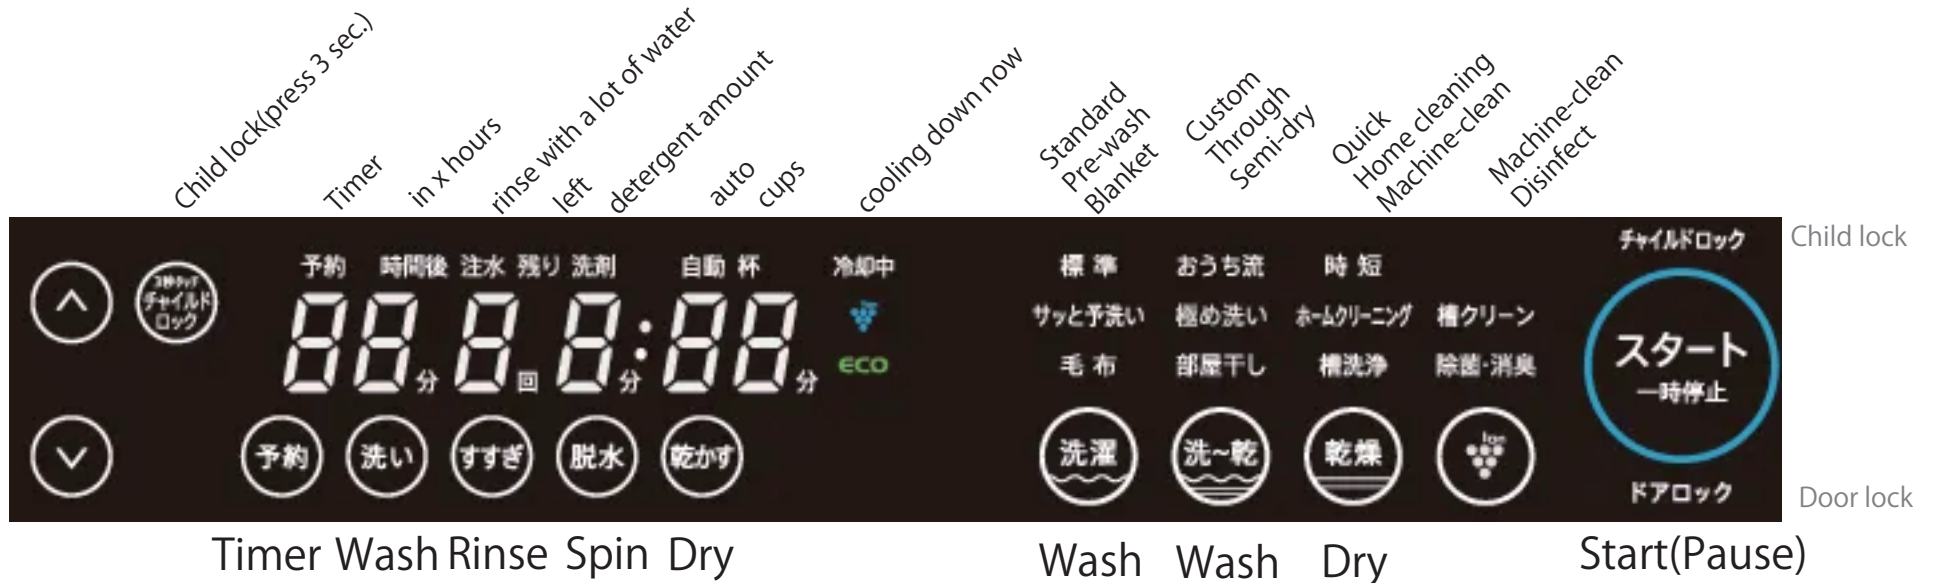 Child lock(press 3 sec.)
Timer
in x hours
rinse with a lot of water
left
detergent amount
auto
cups
cooling down now
Standard
Pre-wash
Blanket
Custom
Through
Semi-dry
Quick
Home cleaning
Machine-clean
Machine-clean
Disinfect
予約 時間後 注水 残り 洗剤 自動 杯 冷却中
標準 おうち流 時短
チャイルドロック
Child lock
3秒タッチ
チャイルド
ロック
88分 8回 8分:88分
サッと予洗い 極め洗い ホームクリーニング 槽クリーン
ECO
毛布 部屋干し 槽洗浄 除菌・消臭
スタート
一時停止
予約 洗い すすぎ 脱水 乾かす
洗濯 洗~乾 乾燥 Ion
ドアロック
Door lock
Timer Wash Rinse Spin Dry
Wash Wash Dry
Start(Pause)